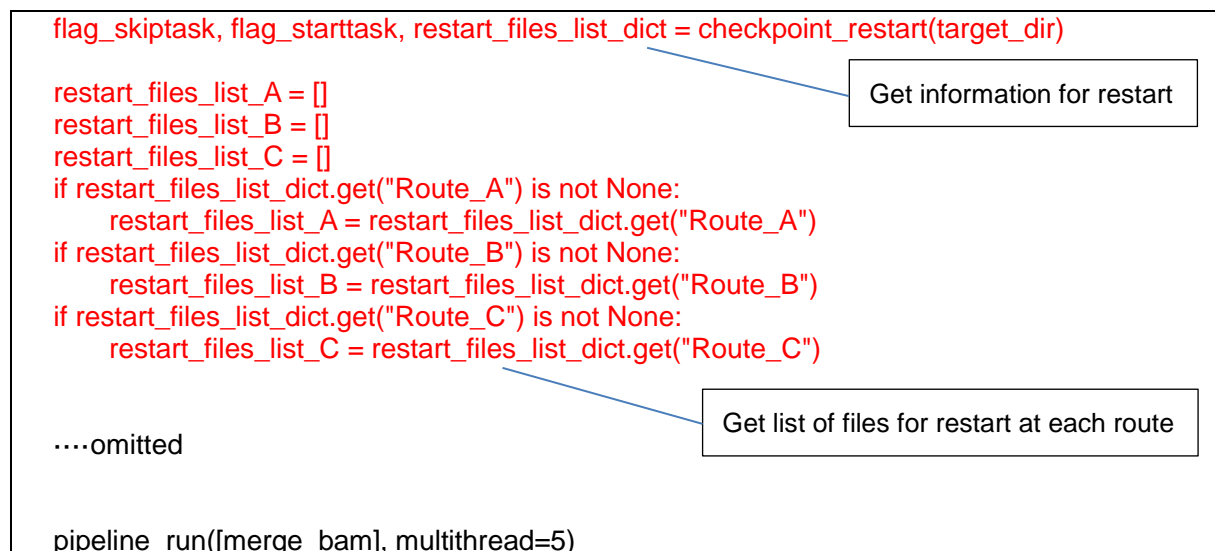 flag_skiptask, flag_starttask, restart_files_list_dict = checkpoint_restart(target_dir)
Get information for restart
restart_files_list_A = []
restart_files_list_B = []
restart_files_list_C = []
if restart_files_list_dict.get("Route_A") is not None:
restart_files_list_A = restart_files_list_dict.get("Route_A")
if restart_files_list_dict.get("Route_B") is not None:
restart_files_list_B = restart_files_list_dict.get("Route_B")
if restart_files_list_dict.get("Route_C") is not None:
restart_files_list_C = restart_files_list_dict.get("Route_C")
Get list of files for restart at each route
····omitted
pipeline_run([merge_bam], multithread=5)